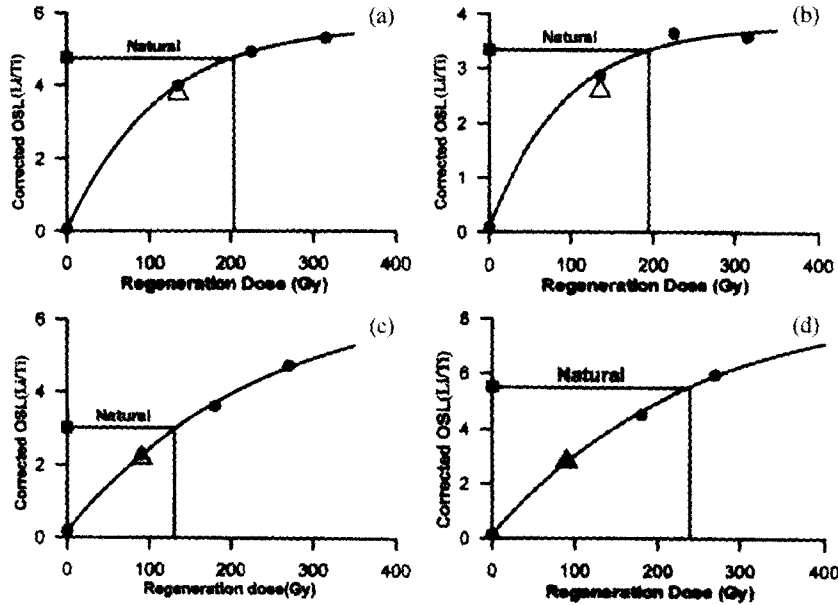 (a)
6
4
2
0
Natural
Corrected OSL(Li/Ti)
0 100 200 300 400
Regeneration Dose (Gy)
(b)
4
3
2
1
0
Natural
Corrected OSL(Li/Ti)
0 100 200 300 400
Regeneration Dose (Gy)
(c)
6
4
2
0
Natural
Corrected OSL(Li/Ti)
0 100 200 300 400
Regeneration dose(Gy)
(d)
8
6
4
2
0
Natural
Corrected OSL(Li/Ti)
0 100 200 300 400
Regeneration Dose (Gy)